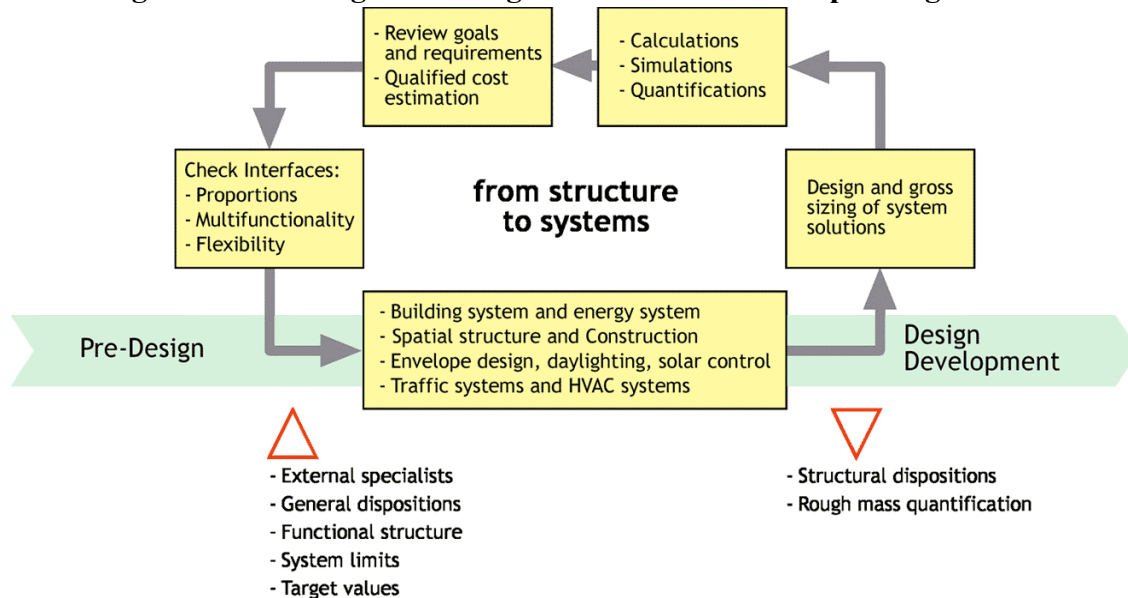 - Review goals
and requirements
- Qualified cost
estimation
- Calculations
- Simulations
- Quantifications
Check Interfaces:
- Proportions
- Multifunctionality
- Flexibility
from structure
to systems
Design and gross
sizing of system
solutions
Pre-Design
- Building system and energy system
- Spatial structure and Construction
- Envelope design, daylighting, solar control
- Traffic systems and HVAC systems
Design
Development
- External specialists
- General dispositions
- Functional structure
- System limits
- Target values
- Structural dispositions
- Rough mass quantification